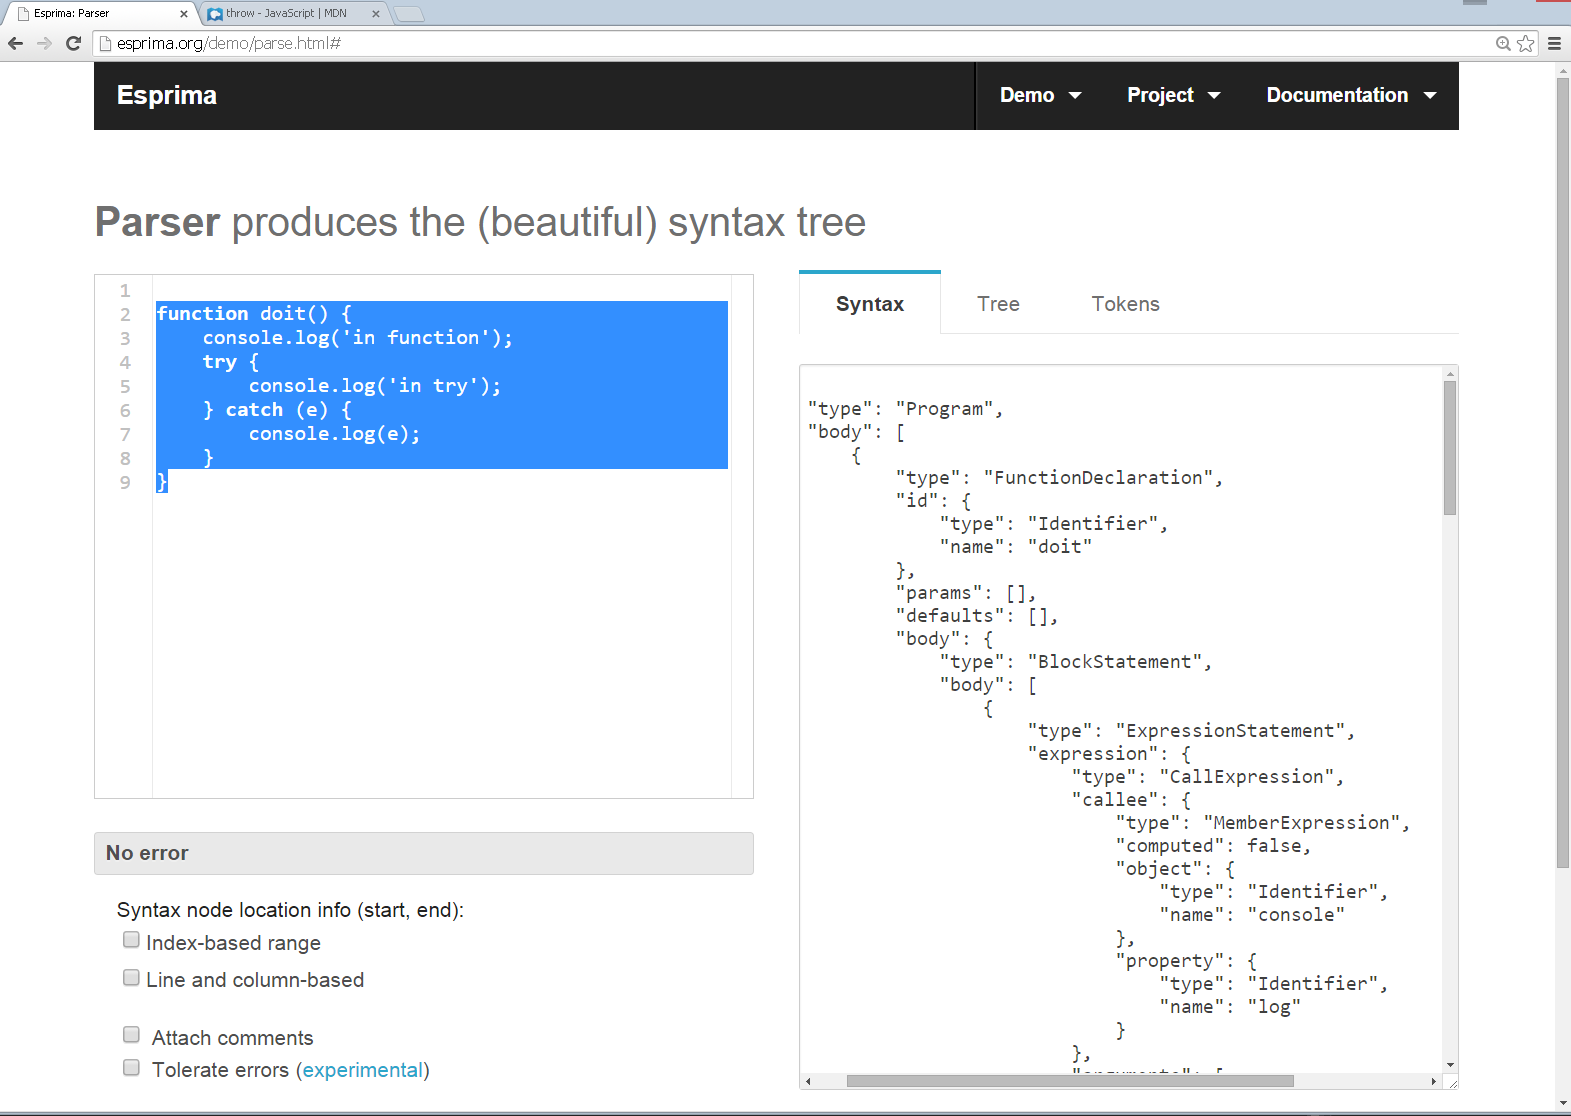 Esprima: Parser
throw - JavaScript | MDN
esprima.org/demo/parse.html#
Esprima
Demo
Project
Documentation
Parser produces the (beautiful) syntax tree
1
2 function doit() {
3     console.log('in function');
4     try {
5         console.log('in try');
6     } catch (e) {
7         console.log(e);
8     }
9 }
No error
Syntax node location info (start, end):
Index-based range
Line and column-based
Attach comments
Tolerate errors (experimental)
Syntax
Tree
Tokens
"type": "Program",
"body": [
    {
        "type": "FunctionDeclaration",
        "id": {
            "type": "Identifier",
            "name": "doit"
        },
        "params": [],
        "defaults": [],
        "body": {
            "type": "BlockStatement",
            "body": [
                {
                    "type": "ExpressionStatement",
                    "expression": {
                        "type": "CallExpression",
                        "callee": {
                            "type": "MemberExpression",
                            "computed": false,
                            "object": {
                                "type": "Identifier",
                                "name": "console"
                            },
                            "property": {
                                "type": "Identifier",
                                "name": "log"
                            }
                        },
                        "arguments": [